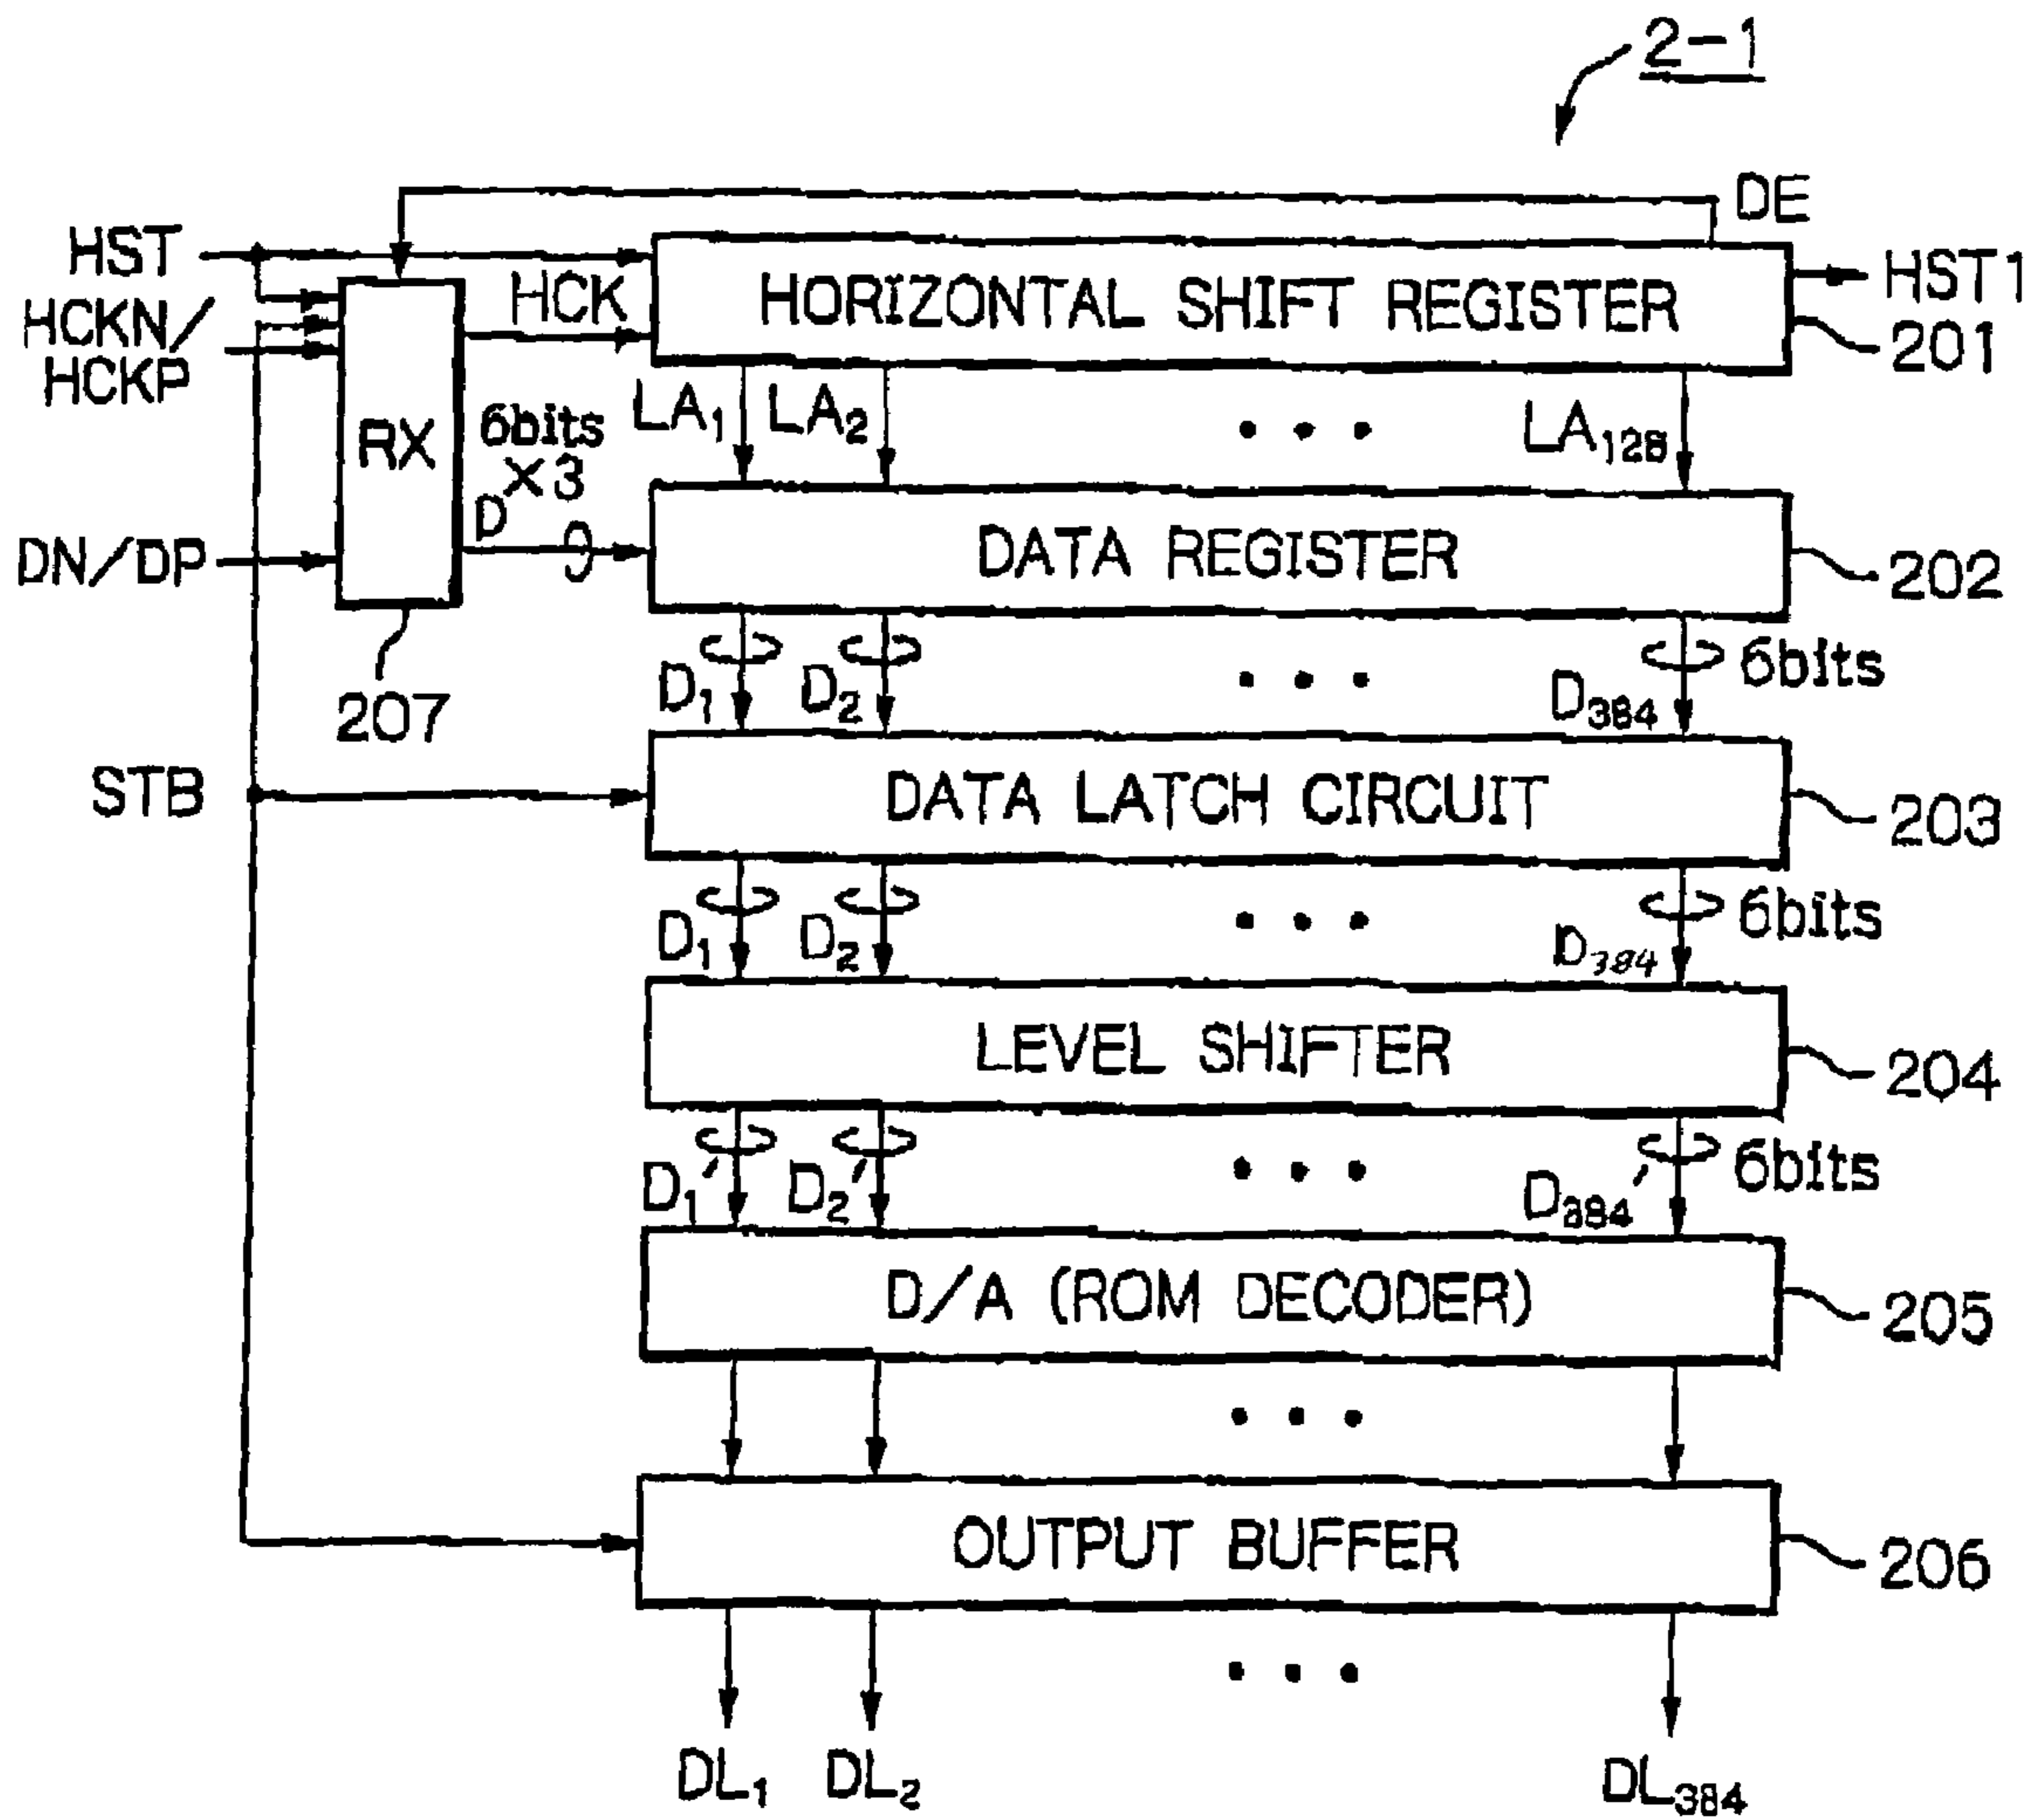 2-1
DE
HST
HCKN/
HCKP
HCK
HORIZONTAL SHIFT REGISTER
HST1
201
RX
6bits
×3
D
LA1
LA2
• • •
LA128
DN/DP
DATA REGISTER
202
207
D1
D2
• • •
D384
6bits
STB
DATA LATCH CIRCUIT
203
D1
D2
• • •
D384
6bits
LEVEL SHIFTER
204
D1'
D2'
• • •
D384'
6bits
D/A (ROM DECODER)
205
• • •
OUTPUT BUFFER
206
• • •
DL1
DL2
DL384